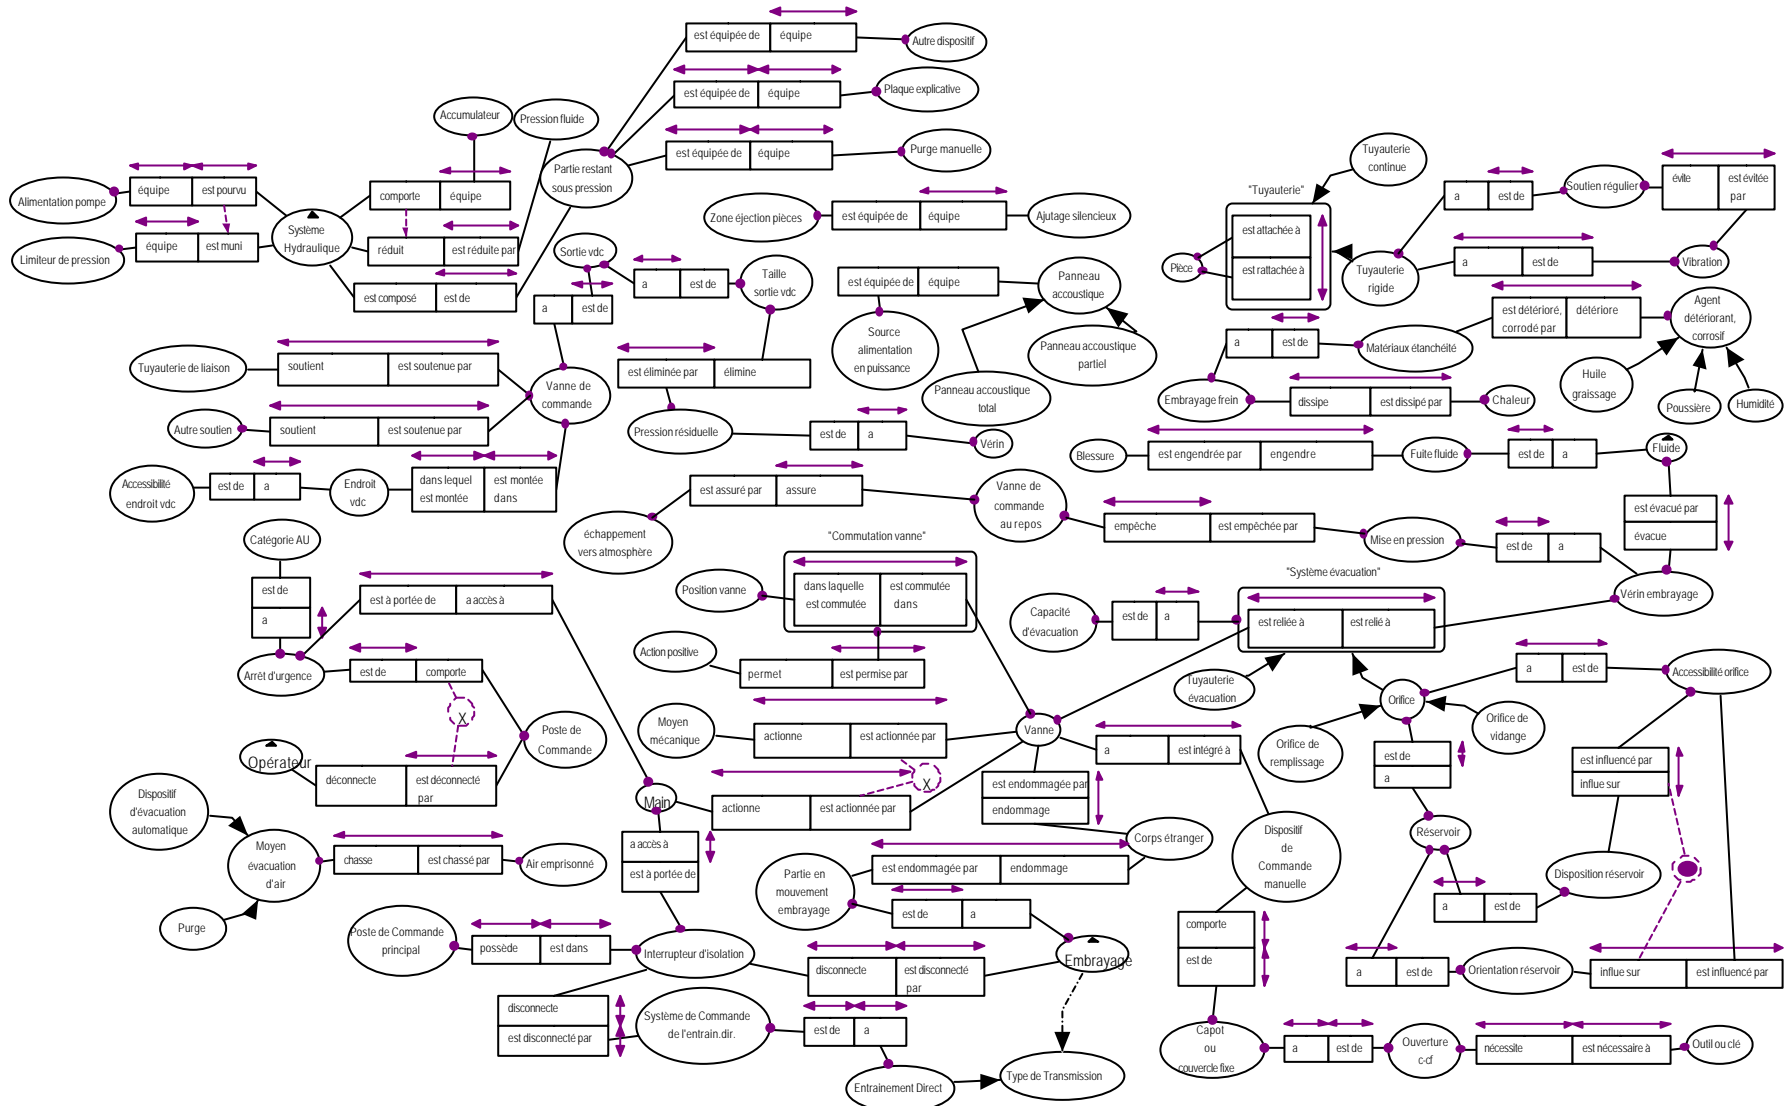 est équipée de
équipe
Autre dispositif
est équipée de
équipe
Plaque explicative
Accumulateur
Pression fluide
est équipée de
équipe
Purge manuelle
Partie restant
sous pression
Alimentation pompe
équipe
est pourvu
comporte
équipe
Limiteur de pression
équipe
est muni
Système
Hydraulique
réduit
est réduite par
est composé
est de
Zone éjection pièces
est équipée de
équipe
Ajutage silencieux
Sortie vdc
a
est de
Taille
sortie vdc
a
est de
est équipée de
équipe
Panneau
accoustique
Source
alimentation
en puissance
Panneau accoustique
partiel
Panneau accoustique
total
Tuyauterie
continue
"Tuyauterie"
est attachée à
est rattachée à
Pièce
Tuyauterie
rigide
a
est de
Soutien régulier
évite
est évitée
par
a
est de
Vibration
est détérioré,
corrodé par
détériore
Agent
détériorant,
corrosif
a
est de
Matériaux étanchéité
Huile
graissage
Poussière
Humidité
Embrayage frein
dissipe
est dissipé par
Chaleur
Tuyauterie de liaison
soutient
est soutenue par
Vanne de
commande
est éliminée par
élimine
Autre soutien
soutient
est soutenue par
Pression résiduelle
est de
a
Vérin
Blessure
est engendrée par
engendre
Fuite fluide
est de
a
Fluide
Accessibilité
endroit vdc
est de
a
Endroit
vdc
dans lequel
est montée
est montée
dans
est assuré par
assure
Vanne de
commande
au repos
échappement
vers atmosphère
empêche
est empêchée par
Mise en pression
est de
a
est évacué par
évacue
Vérin embrayage
Catégorie AU
est de
a
est à portée de
a accès à
"Commutation vanne"
Position vanne
dans laquelle
est commutée
est commutée
dans
"Système évacuation"
Capacité
d'évacuation
est de
a
est reliée à
est relié à
Action positive
permet
est permise par
Arrêt d'urgence
est de
comporte
X
Tuyauterie
évacuation
Orifice
a
est de
Accessibilité orifice
Orifice de
remplissage
Orifice de
vidange
Moyen
mécanique
actionne
est actionnée par
Vanne
a
est intégré à
Poste de
Commande
Opérateur
déconnecte
est déconnecté
par
X
est de
a
est influencé par
influe sur
Main
actionne
est actionnée par
est endommagée par
endommage
Dispositif
d'évacuation
automatique
a accès à
est à portée de
Corps étranger
Dispositif
de
Commande
manuelle
Réservoir
Moyen
évacuation
d'air
chasse
est chassé par
Air emprisonné
Partie en
mouvement
embrayage
est endommagée par
endommage
est de
a
Disposition réservoir
a
est de
Purge
Poste de Commande
principal
possède
est dans
Interrupteur d'isolation
disconnecte
est disconnecté
par
Embrayage
comporte
est de
a
est de
Orientation réservoir
influe sur
est influencé par
disconnecte
est disconnecté par
Système de Commande
de l'entrain.dir.
est de
a
Entrainement Direct
Type de Transmission
Capot
ou
couvercle fixe
a
est de
Ouverture
c-cf
nécessite
est nécessaire à
Outil ou clé